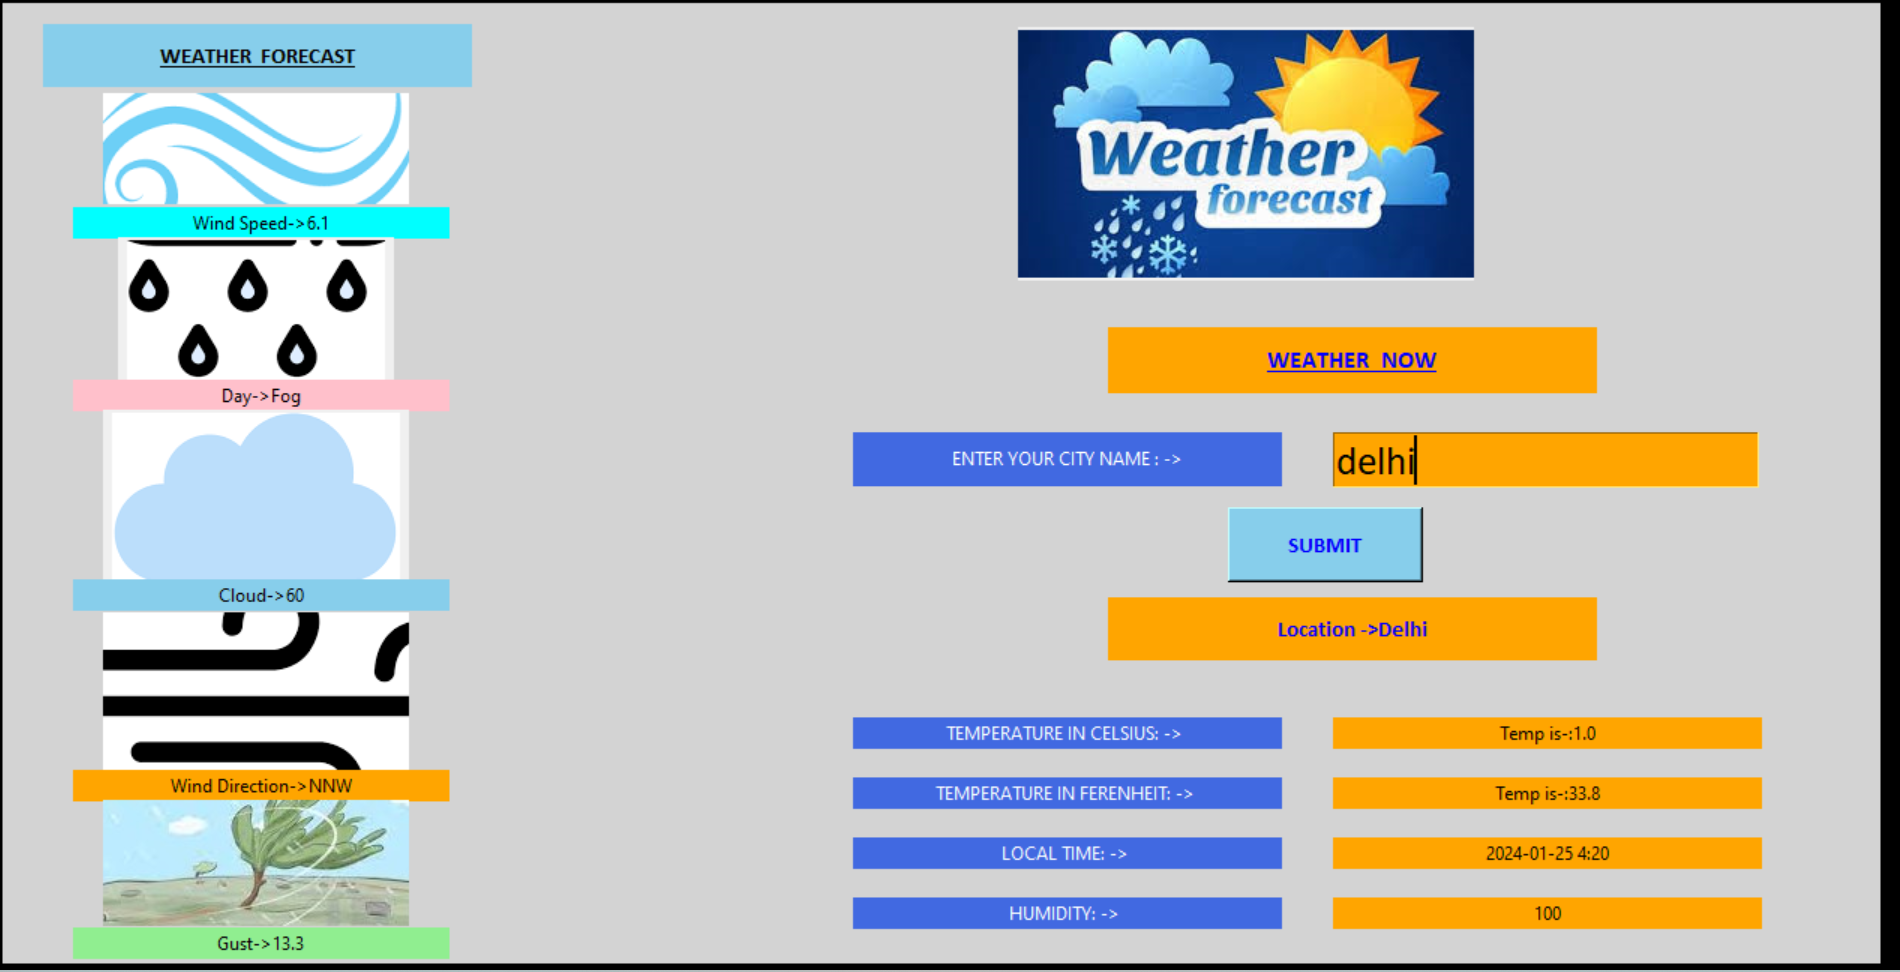 WEATHER FORECAST
Wind Speed->6.1
Day->Fog
Cloud->60
Wind Direction->NNW
Gust->13.3
Weather
forecast
WEATHER NOW
ENTER YOUR CITY NAME : ->
delhi
SUBMIT
Location ->Delhi
TEMPERATURE IN CELSIUS: ->
Temp is-:1.0
TEMPERATURE IN FERENHEIT: ->
Temp is-:33.8
LOCAL TIME: ->
2024-01-25 4:20
HUMIDITY: ->
100